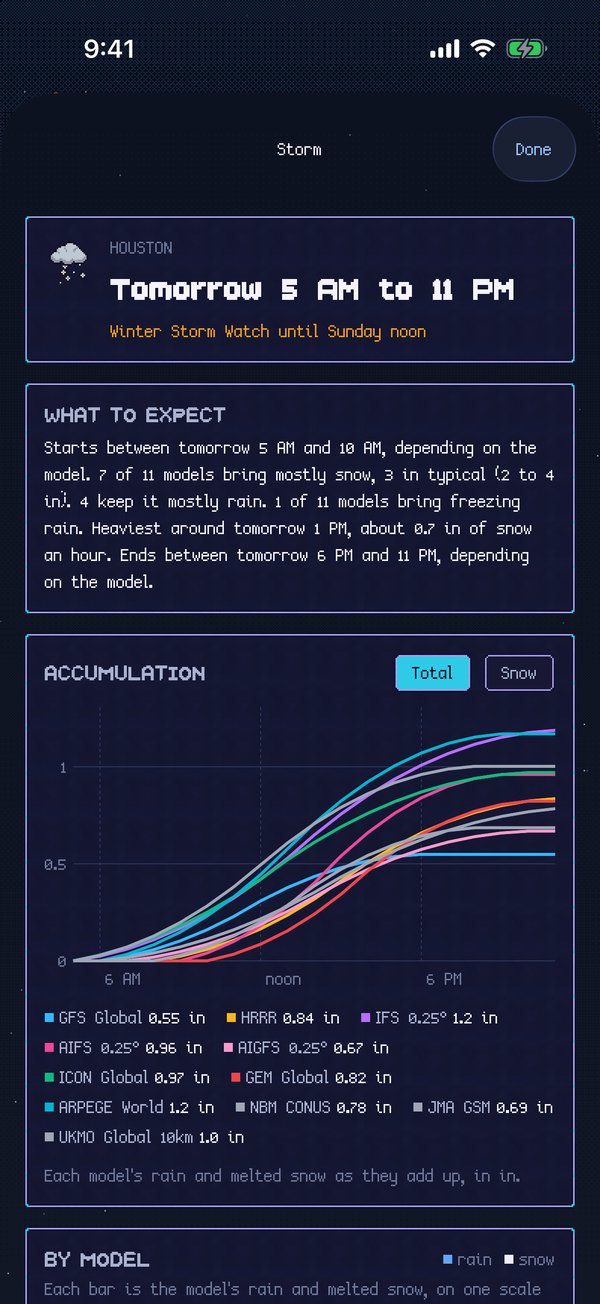 9:41
Storm
Done
HOUSTON
Tomorrow 5 AM to 11 PM
Winter Storm Watch until Sunday noon
WHAT TO EXPECT
Starts between tomorrow 5 AM and 10 AM, depending on the
model. 7 of 11 models bring mostly snow, 3 in typical (2 to 4
in). 4 keep it mostly rain. 1 of 11 models bring freezing
rain. Heaviest around tomorrow 1 PM, about 0.7 in of snow
an hour. Ends between tomorrow 6 PM and 11 PM, depending
on the model.
ACCUMULATION
Total
Snow
1
0.5
0
6 AM
noon
6 PM
GFS Global 0.55 in
HRRR 0.84 in
IFS 0.25° 1.2 in
AIFS 0.25° 0.96 in
AIGFS 0.25° 0.67 in
ICON Global 0.97 in
GEM Global 0.82 in
ARPEGE World 1.2 in
NBM CONUS 0.78 in
JMA GSM 0.69 in
UKMO Global 10km 1.0 in
Each model's rain and melted snow as they add up, in in.
BY MODEL
rain
snow
Each bar is the model's rain and melted snow, on one scale